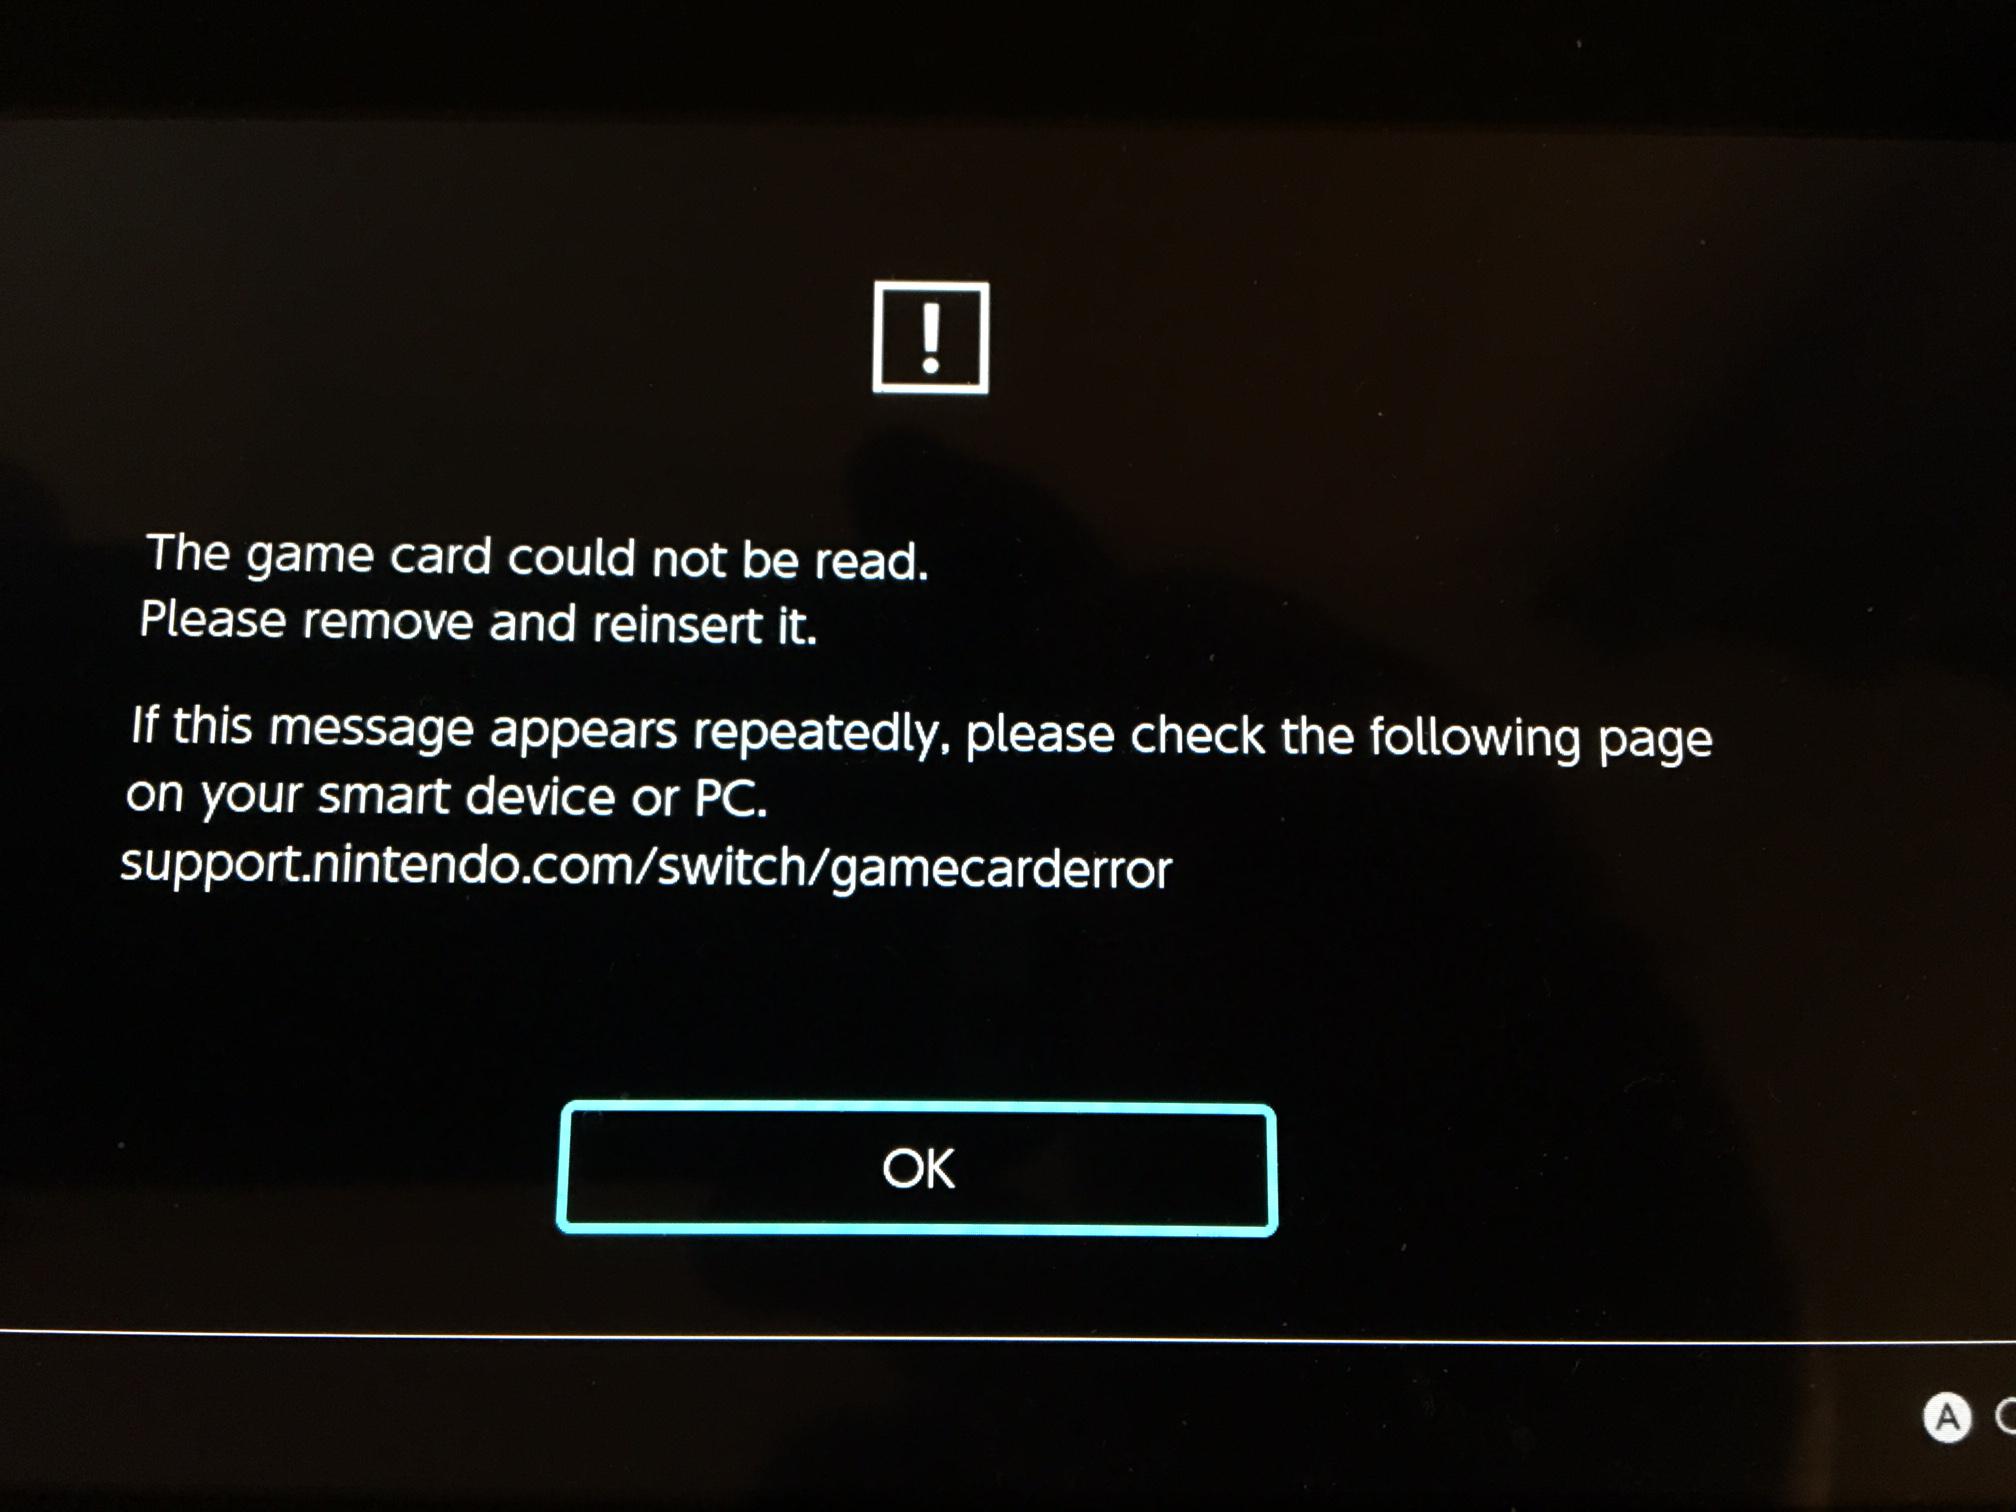 !
The game card could not be read.
Please remove and reinsert it.
If this message appears repeatedly, please check the following page
on your smart device or PC.
support.nintendo.com/switch/gamecarderror
OK
A